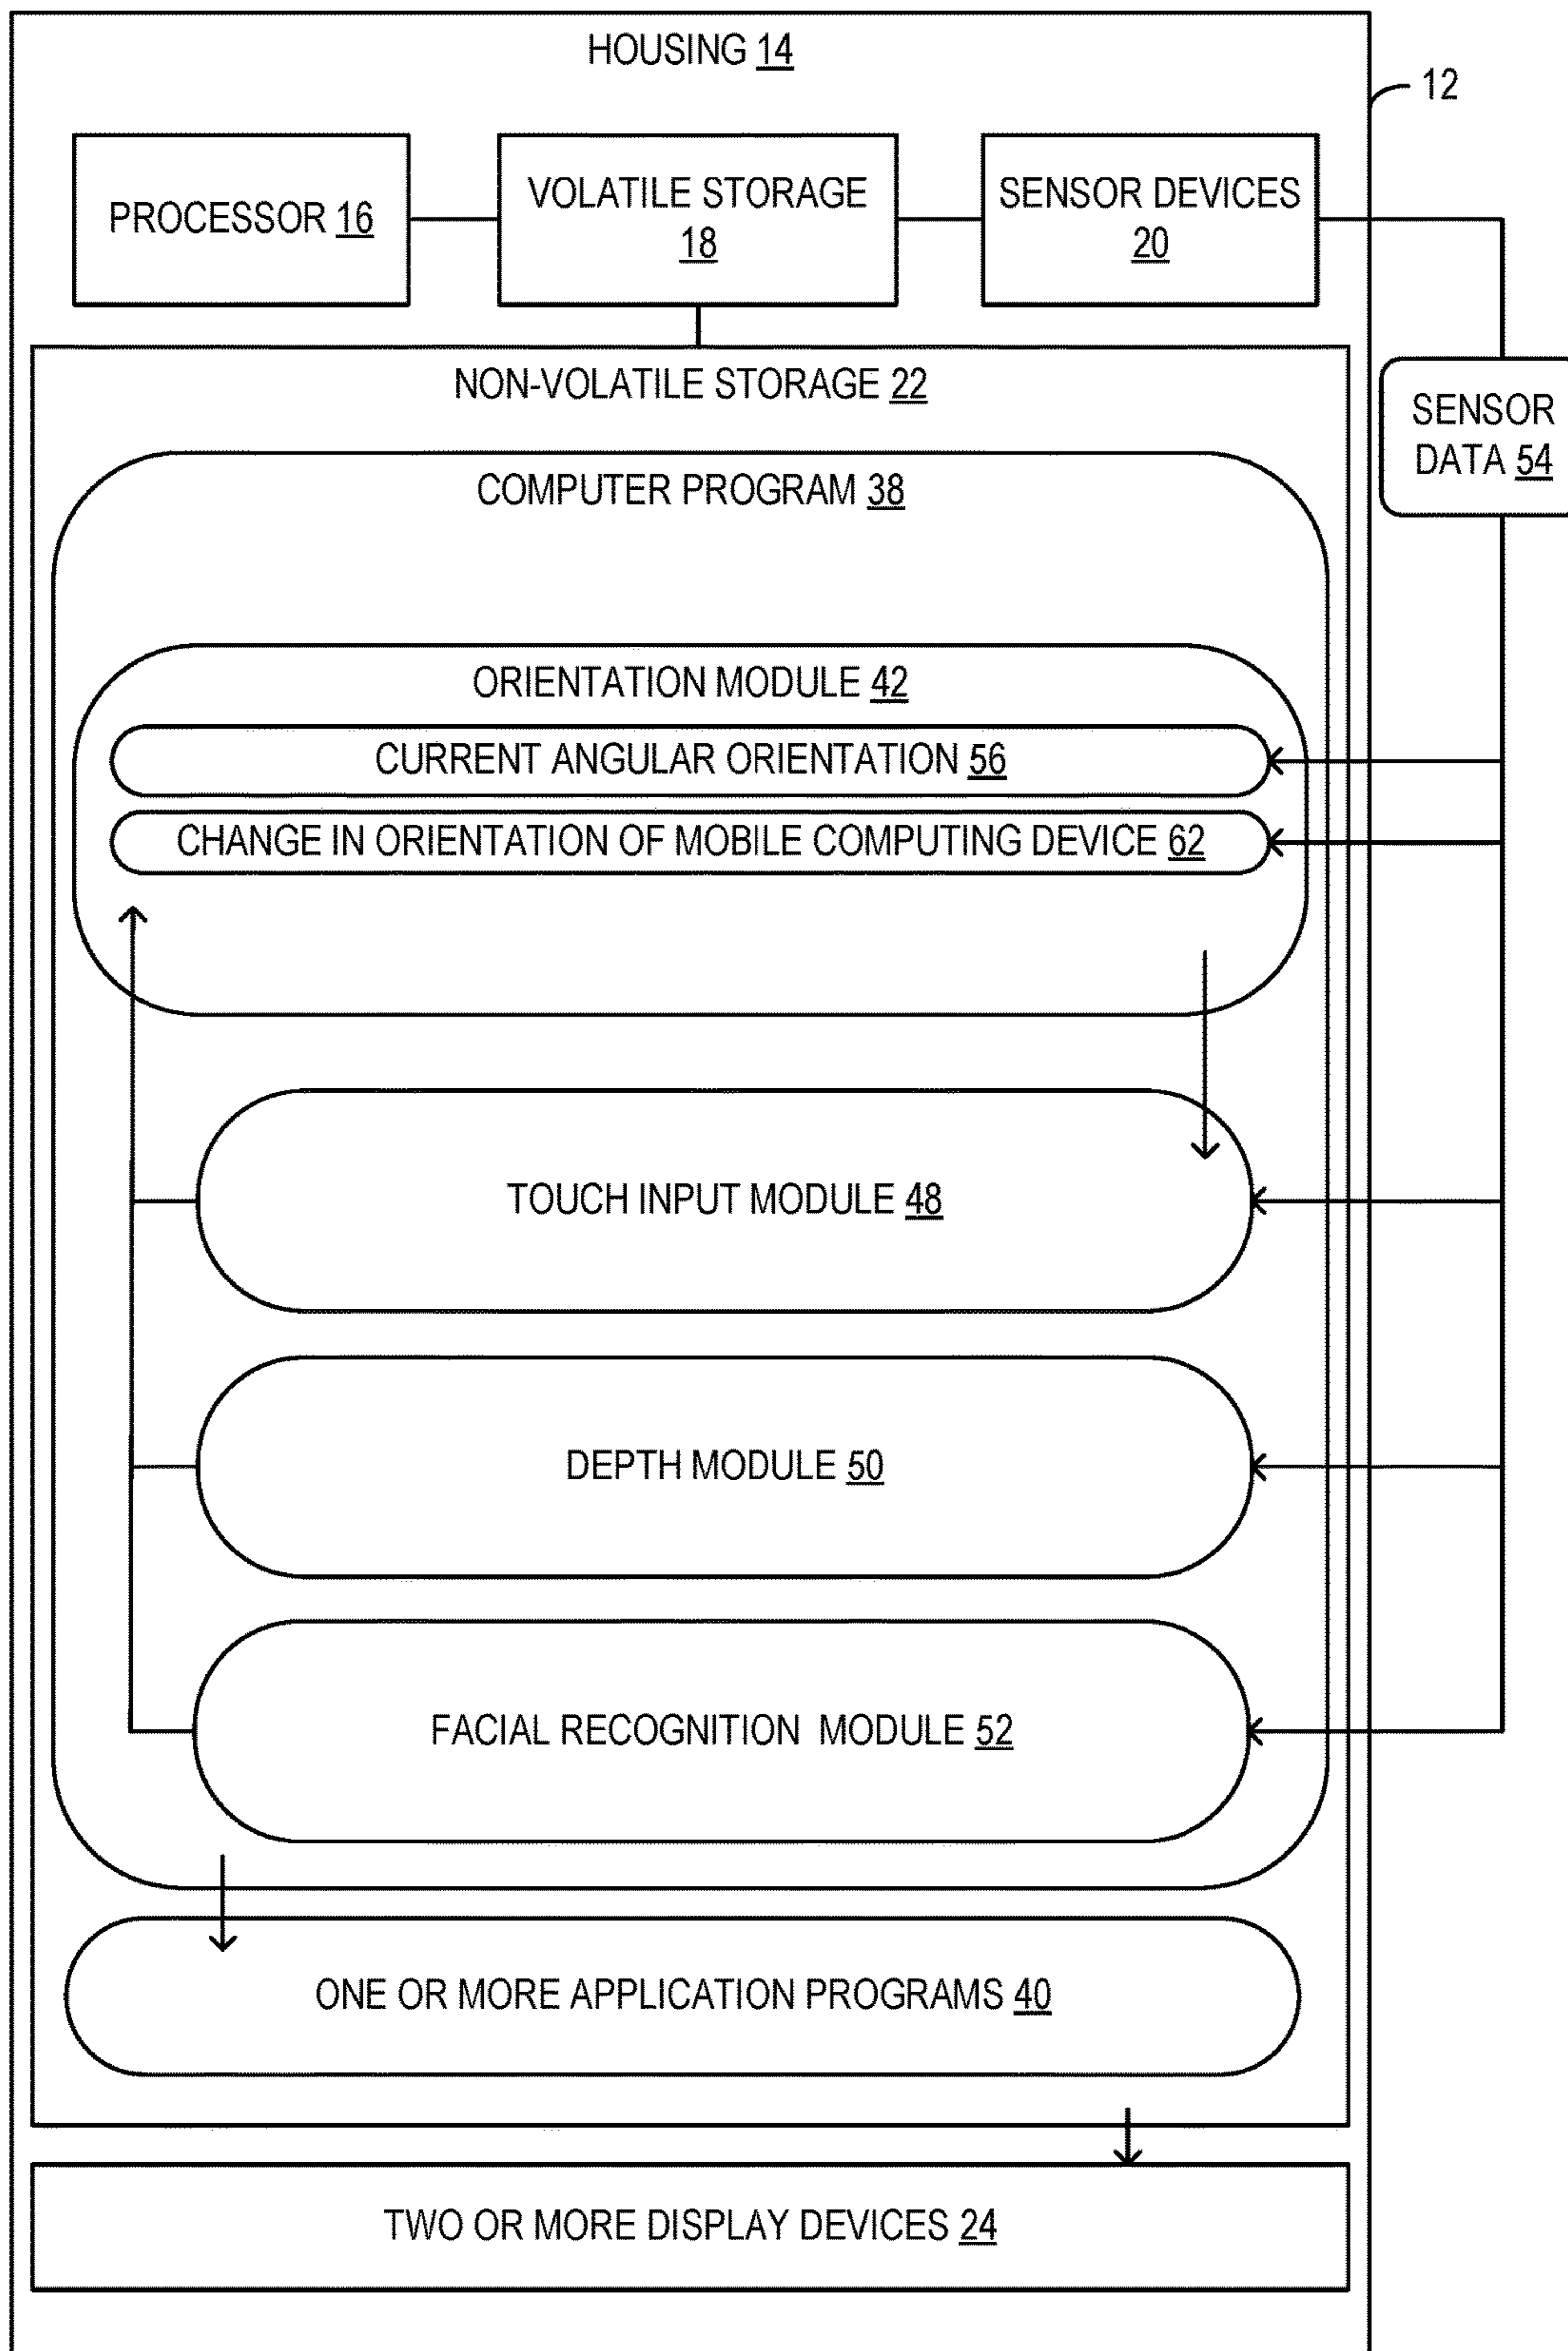 HOUSING 14
12
PROCESSOR 16
VOLATILE STORAGE
18
SENSOR DEVICES
20
NON-VOLATILE STORAGE 22
SENSOR
DATA 54
COMPUTER PROGRAM 38
ORIENTATION MODULE 42
CURRENT ANGULAR ORIENTATION 56
CHANGE IN ORIENTATION OF MOBILE COMPUTING DEVICE 62
TOUCH INPUT MODULE 48
DEPTH MODULE 50
FACIAL RECOGNITION MODULE 52
ONE OR MORE APPLICATION PROGRAMS 40
TWO OR MORE DISPLAY DEVICES 24